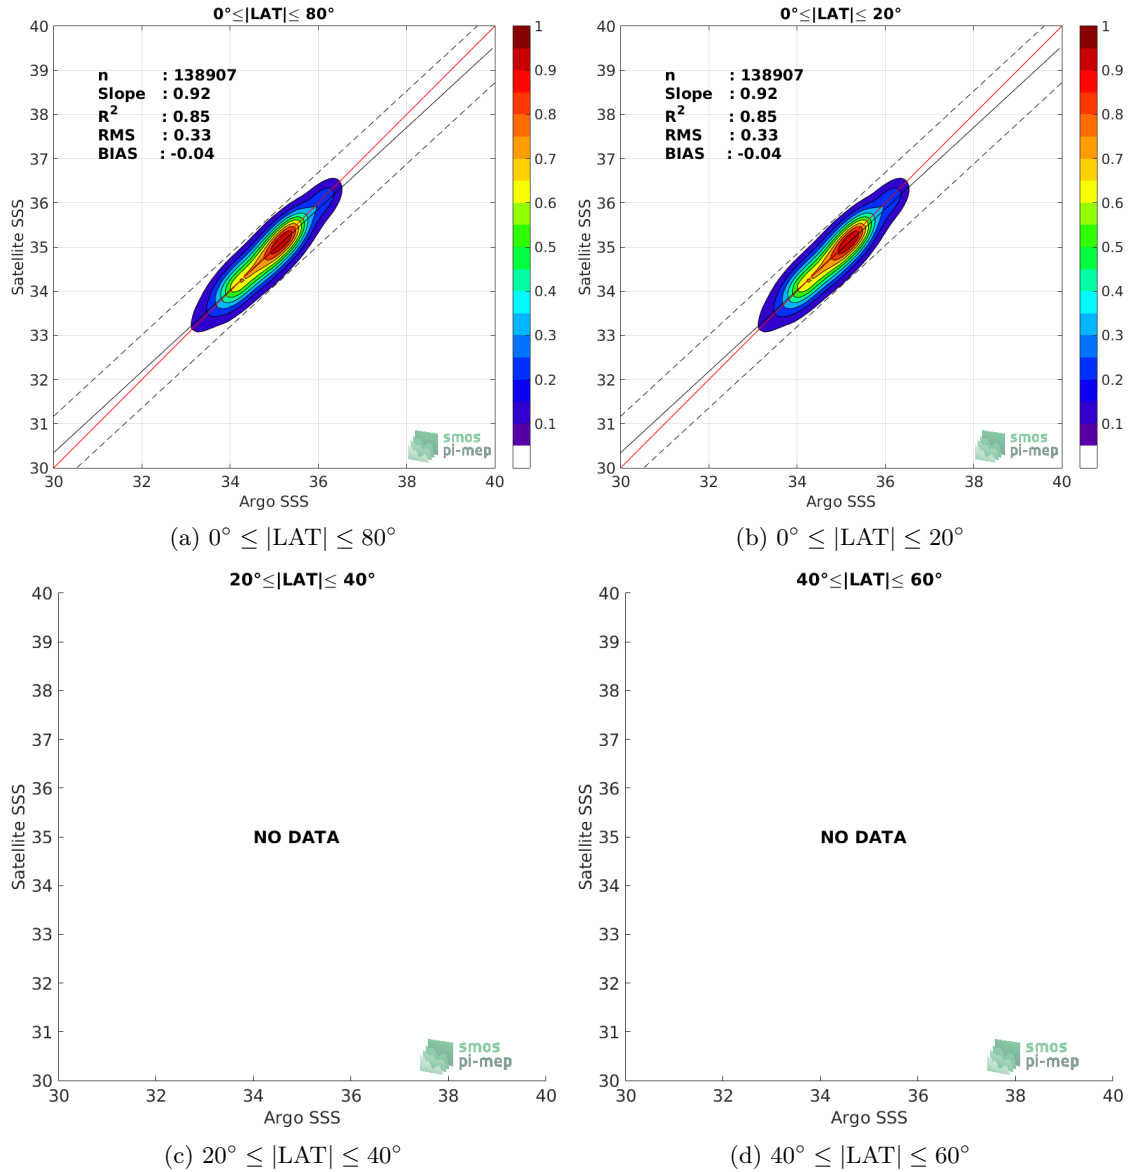 0°≤|LAT|≤ 80°
40
39
38
37
36
35
34
33
32
31
30
Satellite SSS
n : 138907
Slope : 0.92
R² : 0.85
RMS : 0.33
BIAS : -0.04
smos
pi-mep
30 32 34 36 38 40
Argo SSS
1
0.9
0.8
0.7
0.6
0.5
0.4
0.3
0.2
0.1
(a) 0° ≤ |LAT| ≤ 80°
0°≤|LAT|≤ 20°
40
39
38
37
36
35
34
33
32
31
30
Satellite SSS
n : 138907
Slope : 0.92
R² : 0.85
RMS : 0.33
BIAS : -0.04
smos
pi-mep
30 32 34 36 38 40
Argo SSS
1
0.9
0.8
0.7
0.6
0.5
0.4
0.3
0.2
0.1
(b) 0° ≤ |LAT| ≤ 20°
20°≤|LAT|≤ 40°
40
39
38
37
36
35
34
33
32
31
30
Satellite SSS
NO DATA
smos
pi-mep
30 32 34 36 38 40
Argo SSS
(c) 20° ≤ |LAT| ≤ 40°
40°≤|LAT|≤ 60°
40
39
38
37
36
35
34
33
32
31
30
Satellite SSS
NO DATA
smos
pi-mep
30 32 34 36 38 40
Argo SSS
(d) 40° ≤ |LAT| ≤ 60°